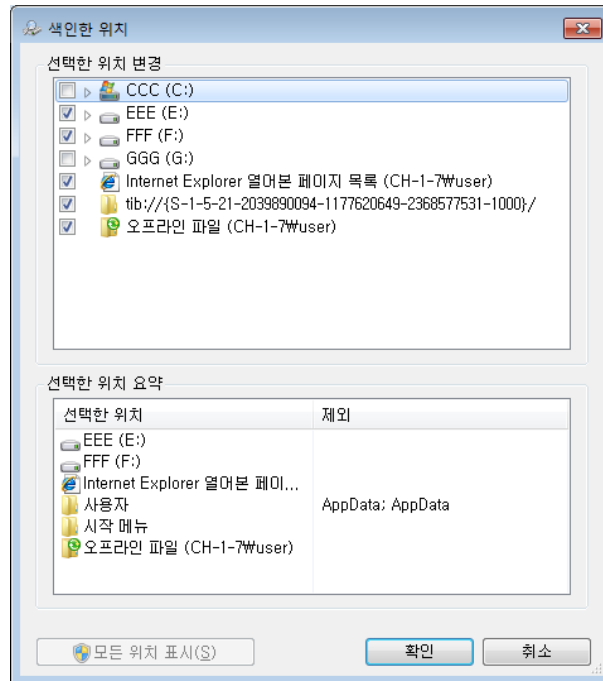 색인한 위치
선택한 위치 변경
CCC (C:)
EEE (E:)
FFF (F:)
GGG (G:)
Internet Explorer 열어본 페이지 목록 (CH-1-7₩user)
tib://{S-1-5-21-2039890094-1177620649-2368577531-1000}/
오프라인 파일 (CH-1-7₩user)
선택한 위치 요약
선택한 위치 제외
EEE (E:)
FFF (F:)
Internet Explorer 열어본 페이...
사용자 AppData; AppData
시작 메뉴
오프라인 파일 (CH-1-7₩user)
모든 위치 표시(S) 확인 취소